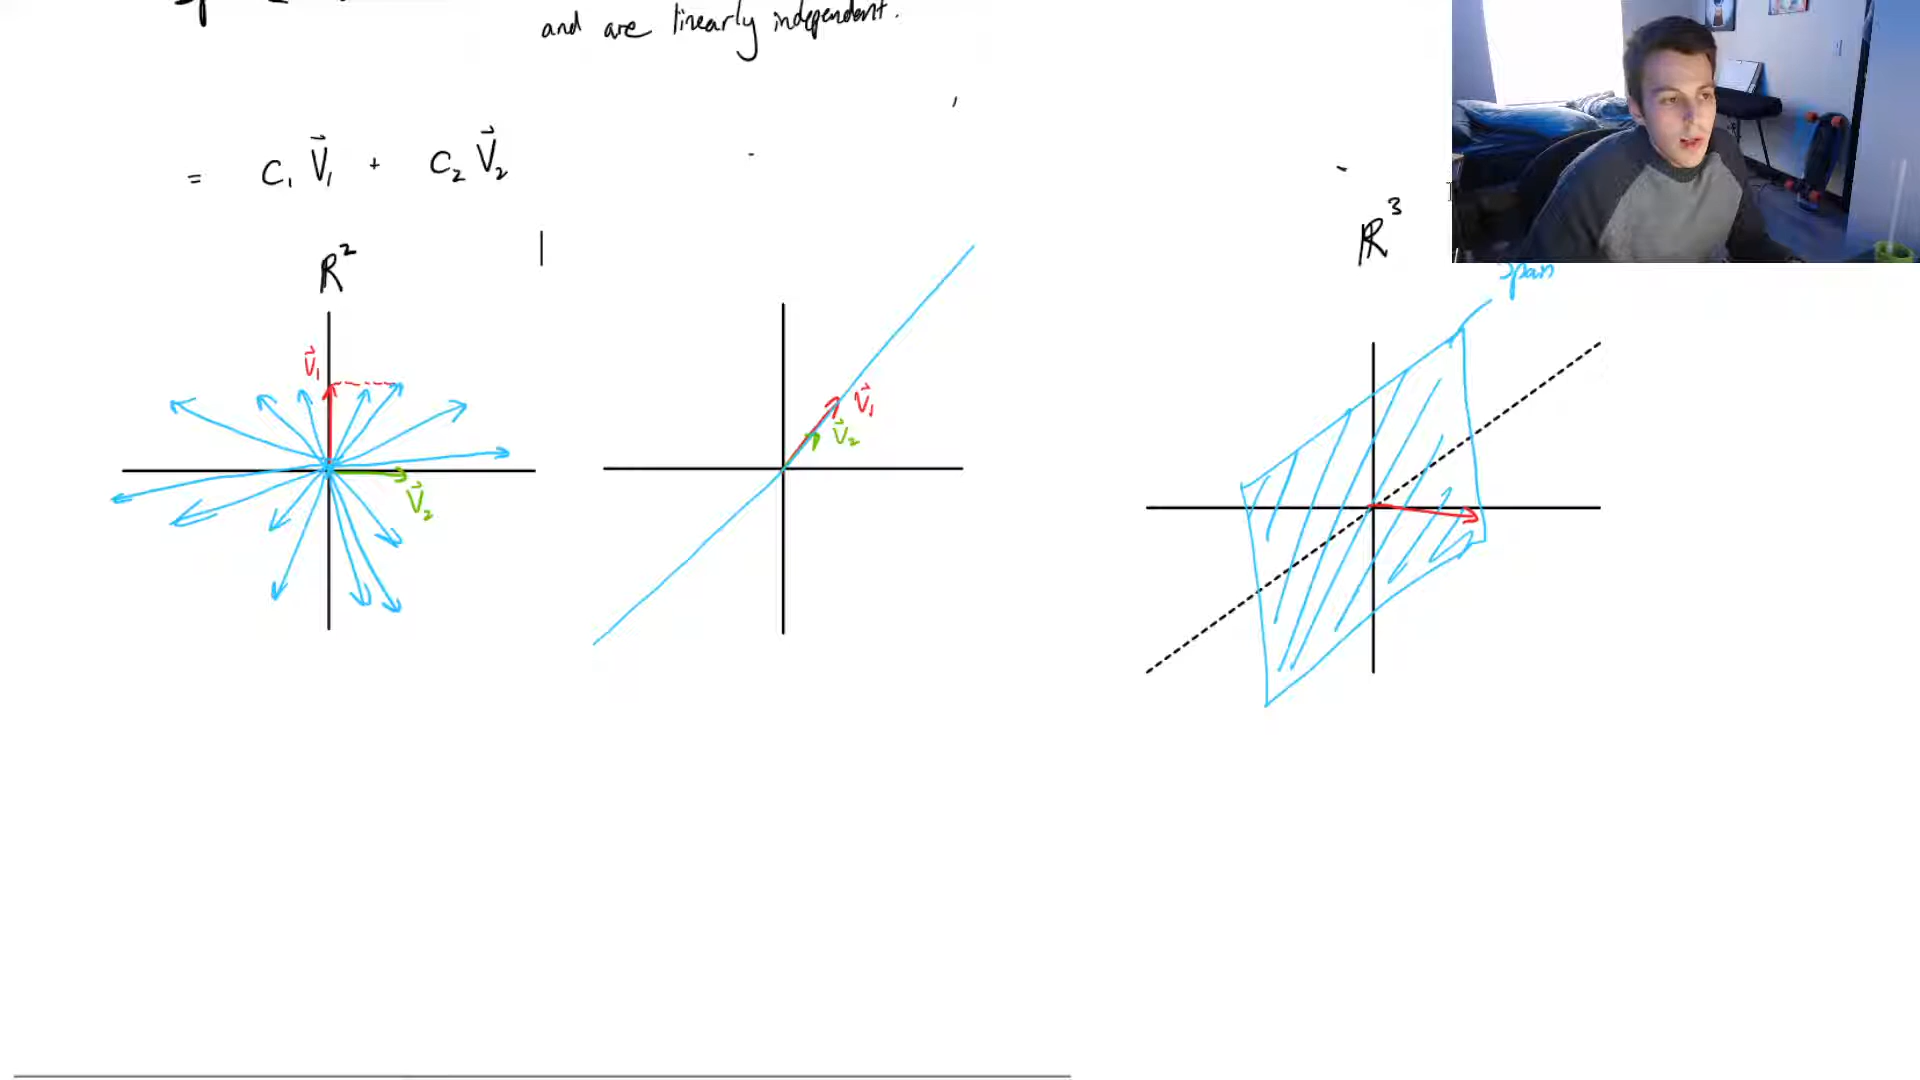 and are linearly independent.
= C₁ V⃗₁ + C₂ V⃗₂
ℝ²
ℝ³
Span
V⃗₁
V⃗₁
V⃗₂
V⃗₂